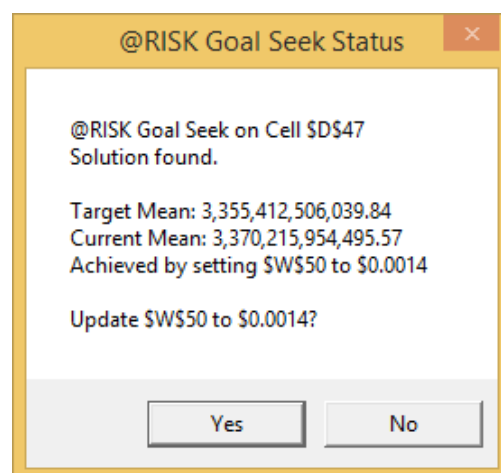 @RISK Goal Seek Status
@RISK Goal Seek on Cell $D$47
Solution found.
Target Mean: 3,355,412,506,039.84
Current Mean: 3,370,215,954,495.57
Achieved by setting $W$50 to $0.0014
Update $W$50 to $0.0014?
Yes No